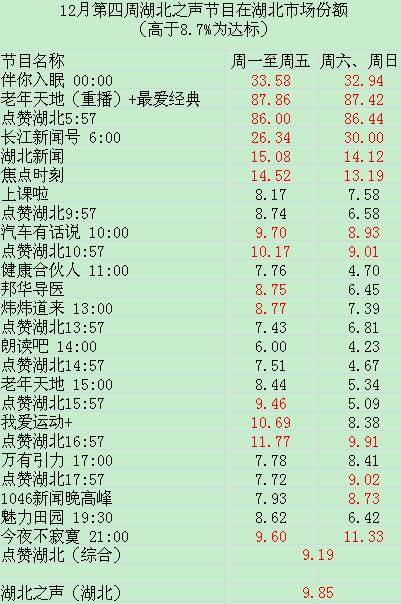 12月第四周湖北之声节目在湖北市场份额
（高于8.7%为达标）
节目名称 周一至周五 周六、周日
伴你入眠 00:00 33.58 32.94
老年天地（重播）+最爱经典 87.86 87.42
点赞湖北5:57 86.00 86.44
长江新闻号 6:00 26.34 30.00
湖北新闻 15.08 14.12
焦点时刻 14.52 13.19
上课啦 8.17 7.58
点赞湖北9:57 8.74 6.58
汽车有话说 10:00 9.70 8.93
点赞湖北10:57 10.17 9.01
健康合伙人 11:00 7.76 4.70
邦华导医 8.75 6.45
炜炜道来 13:00 8.77 7.39
点赞湖北13:57 7.43 6.81
朗读吧 14:00 6.00 4.23
点赞湖北14:57 7.51 4.67
老年天地 15:00 8.44 5.34
点赞湖北15:57 9.46 5.09
我爱运动+ 10.69 8.38
点赞湖北16:57 11.77 9.91
万有引力 17:00 7.78 8.41
点赞湖北17:57 7.72 9.02
1046新闻晚高峰 7.93 8.73
魅力田园 19:30 8.62 6.42
今夜不寂寞 21:00 9.60 11.33
点赞湖北（综合） 9.19
湖北之声（湖北） 9.85